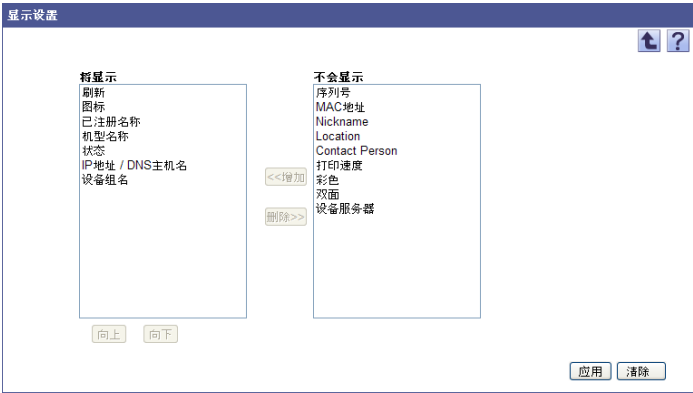 显示设置
?
将显示
刷新
图标
已注册名称
机型名称
状态
IP地址 / DNS主机名
设备组名
<<增加
删除>>
不会显示
序列号
MAC地址
Nickname
Location
Contact Person
打印速度
彩色
双面
设备服务器
向上 向下
应用 清除